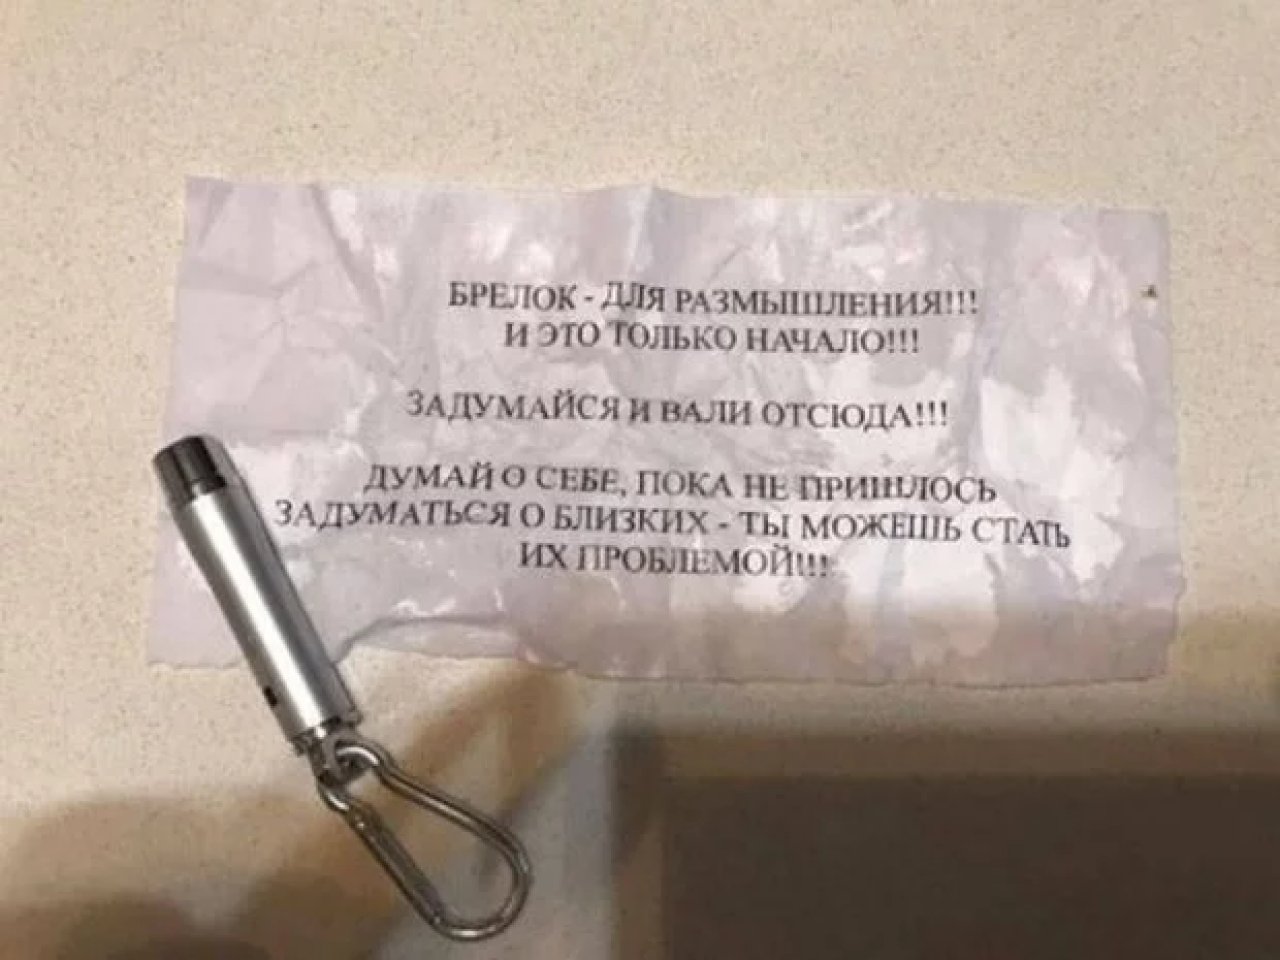 БРЕЛОК - ДЛЯ РАЗМЫШЛЕНИЯ!!!
И ЭТО ТОЛЬКО НАЧАЛО!!!
ЗАДУМАЙСЯ И ВАЛИ ОТСЮДА!!!
ДУМАЙ О СЕБЕ, ПОКА НЕ ПРИШЛОСЬ
ЗАДУМАТЬСЯ О БЛИЗКИХ - ТЫ МОЖЕШЬ СТАТЬ
ИХ ПРОБЛЕМОЙ!!!